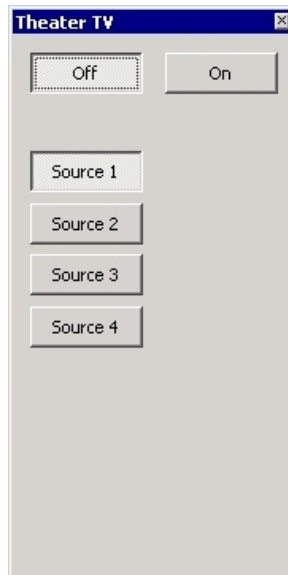 Theater TV
Off On
Source 1
Source 2
Source 3
Source 4